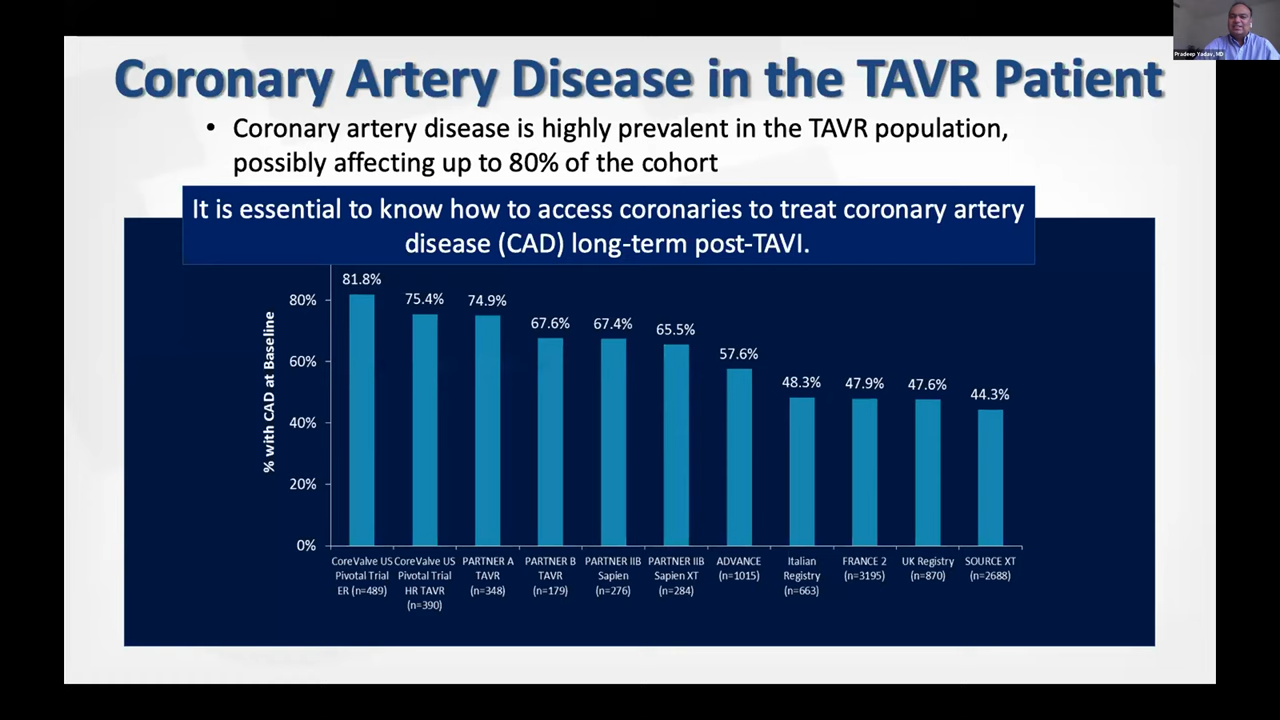 Pradeep Yadav, MD
Coronary Artery Disease in the TAVR Patient
• Coronary artery disease is highly prevalent in the TAVR population,
possibly affecting up to 80% of the cohort
It is essential to know how to access coronaries to treat coronary artery
disease (CAD) long-term post-TAVI.
% with CAD at Baseline
80%
60%
40%
20%
0%
81.8%
75.4%
74.9%
67.6%
67.4%
65.5%
57.6%
48.3%
47.9%
47.6%
44.3%
CoreValve US
Pivotal Trial
ER (n=489)
CoreValve US
Pivotal Trial
HR TAVR
(n=390)
PARTNER A
TAVR
(n=348)
PARTNER B
TAVR
(n=179)
PARTNER IIB
Sapien
(n=276)
PARTNER IIB
Sapien XT
(n=284)
ADVANCE
(n=1015)
Italian
Registry
(n=663)
FRANCE 2
(n=3195)
UK Registry
(n=870)
SOURCE XT
(n=2688)